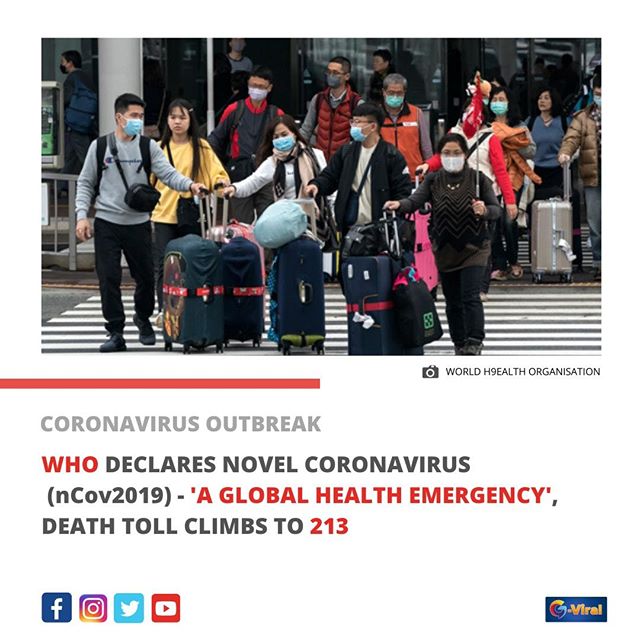 WORLD H9EALTH ORGANISATION
CORONAVIRUS OUTBREAK
WHO DECLARES NOVEL CORONAVIRUS
(nCov2019) - 'A GLOBAL HEALTH EMERGENCY',
DEATH TOLL CLIMBS TO 213
G-Viral